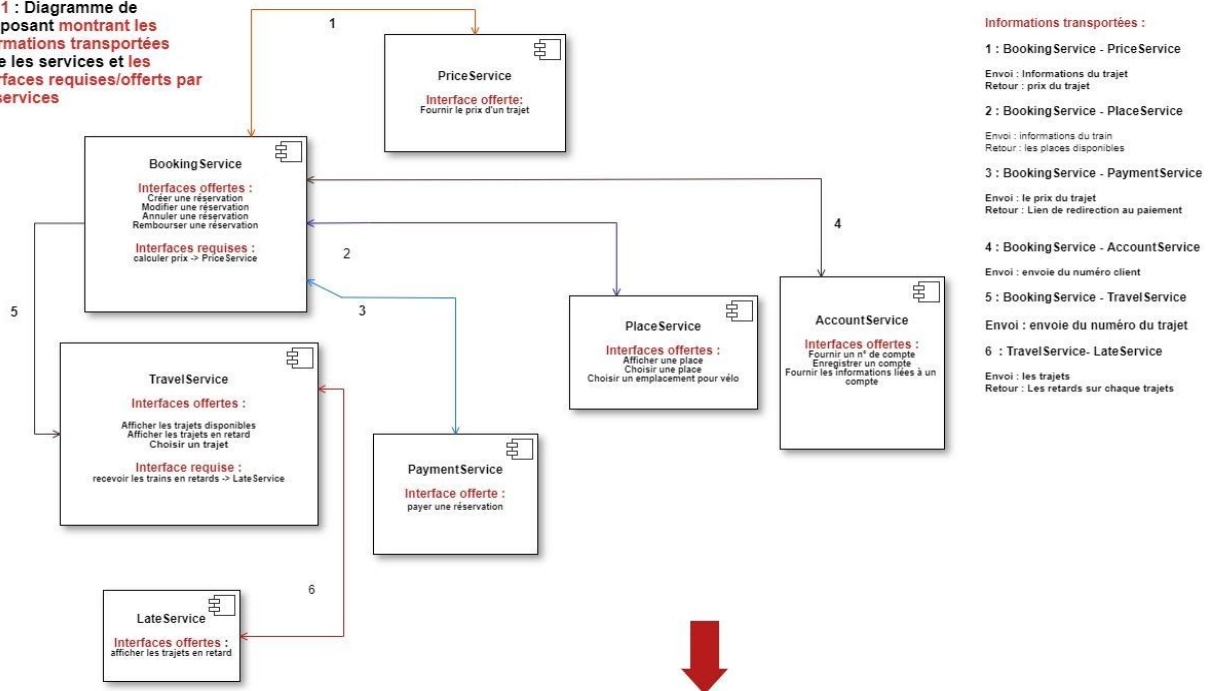 1 : Diagramme de
posant montrant les
rmations transportées
e les services et les
rfaces requises/offerts par
services
1
PriceService
Interface offerte:
Fournir le prix d'un trajet
BookingService
Interfaces offertes :
Créer une réservation
Modifier une réservation
Annuler une réservation
Rembourser une réservation
Interfaces requises :
calculer prix -> PriceService
2
3
4
5
PlaceService
Interfaces offertes :
Afficher une place
Choisir une place
Choisir un emplacement pour vélo
AccountService
Interfaces offertes :
Fournir un n° de compte
Enregistrer un compte
Fournir les informations liées à un
compte
TravelService
Interfaces offertes :
Afficher les trajets disponibles
Afficher les trajets en retard
Choisir un trajet
Interface requise :
recevoir les trains en retards -> LateService
PaymentService
Interface offerte :
payer une réservation
6
LateService
Interfaces offertes :
afficher les trajets en retard
Informations transportées :
1 : BookingService - PriceService
Envoi : Informations du trajet
Retour : prix du trajet
2 : BookingService - PlaceService
Envoi : informations du train
Retour : les places disponibles
3 : BookingService - PaymentService
Envoi : le prix du trajet
Retour : Lien de redirection au paiement
4 : BookingService - AccountService
Envoi : envoie du numéro client
5 : BookingService - TravelService
Envoi : envoie du numéro du trajet
6 : TravelService- LateService
Envoi : les trajets
Retour : Les retards sur chaque trajets